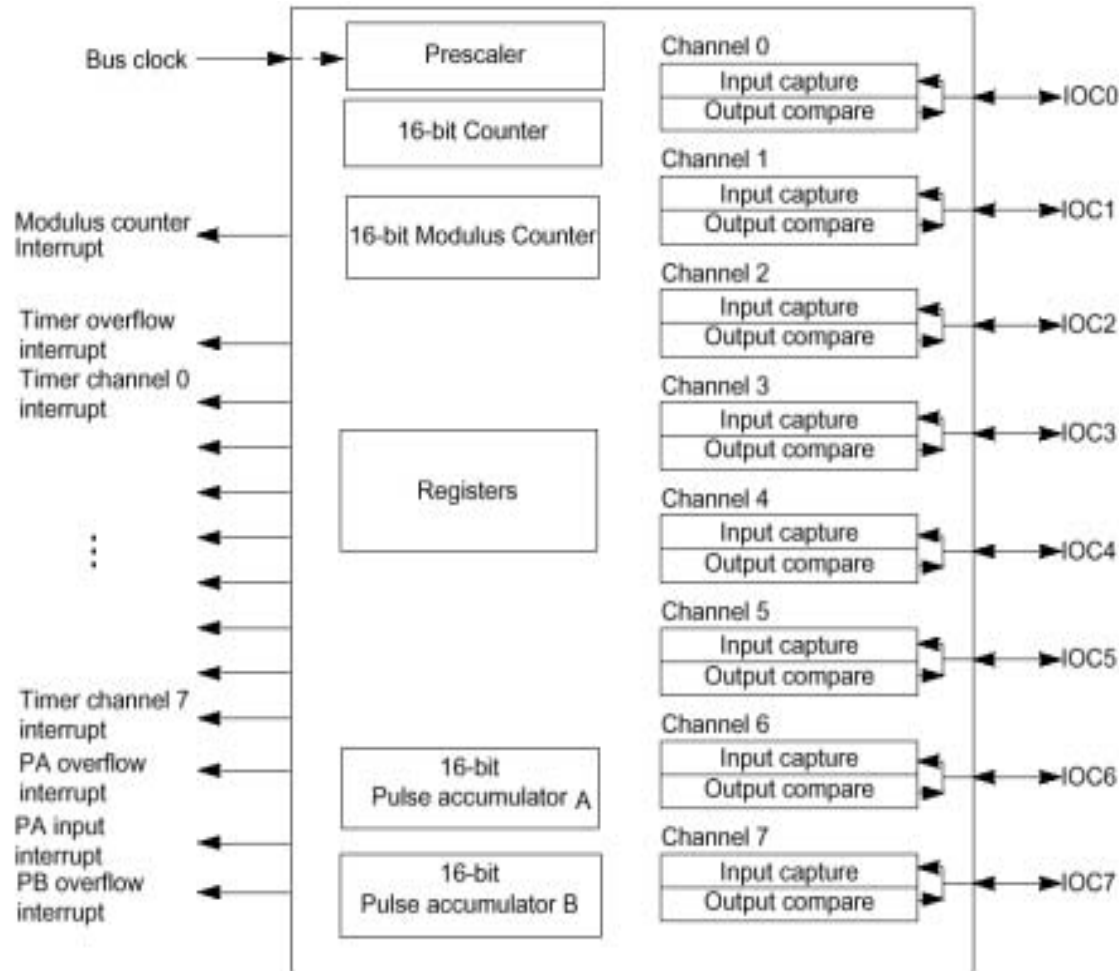 Bus clock
Modulus counter
Interrupt
Timer overflow
interrupt
Timer channel 0
interrupt
Timer channel 7
interrupt
PA overflow
interrupt
PA input
interrupt
PB overflow
interrupt
Prescaler
16-bit Counter
16-bit Modulus Counter
Registers
16-bit
Pulse accumulator A
16-bit
Pulse accumulator B
Channel 0
Input capture
Output compare
IOC0
Channel 1
Input capture
Output compare
IOC1
Channel 2
Input capture
Output compare
IOC2
Channel 3
Input capture
Output compare
IOC3
Channel 4
Input capture
Output compare
IOC4
Channel 5
Input capture
Output compare
IOC5
Channel 6
Input capture
Output compare
IOC6
Channel 7
Input capture
Output compare
IOC7